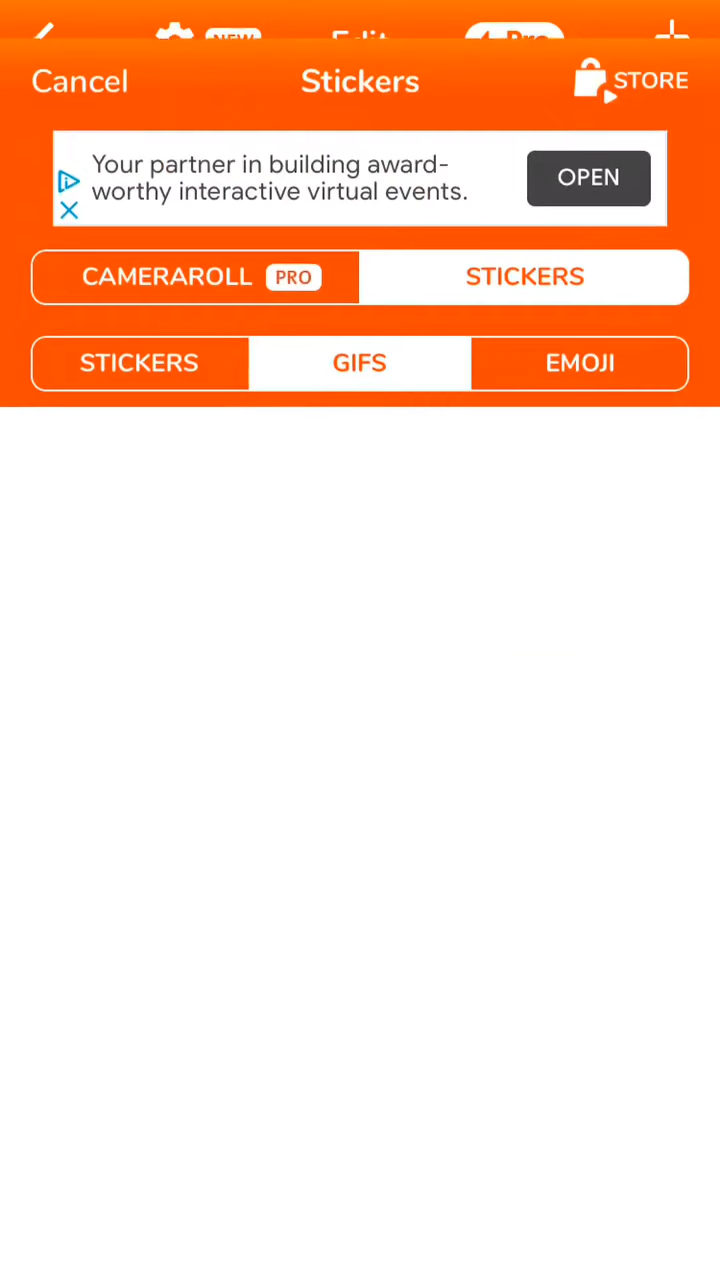 Cancel
Stickers
STORE
Your partner in building award-
worthy interactive virtual events.
OPEN
CAMERAROLL PRO
STICKERS
STICKERS
GIFS
EMOJI